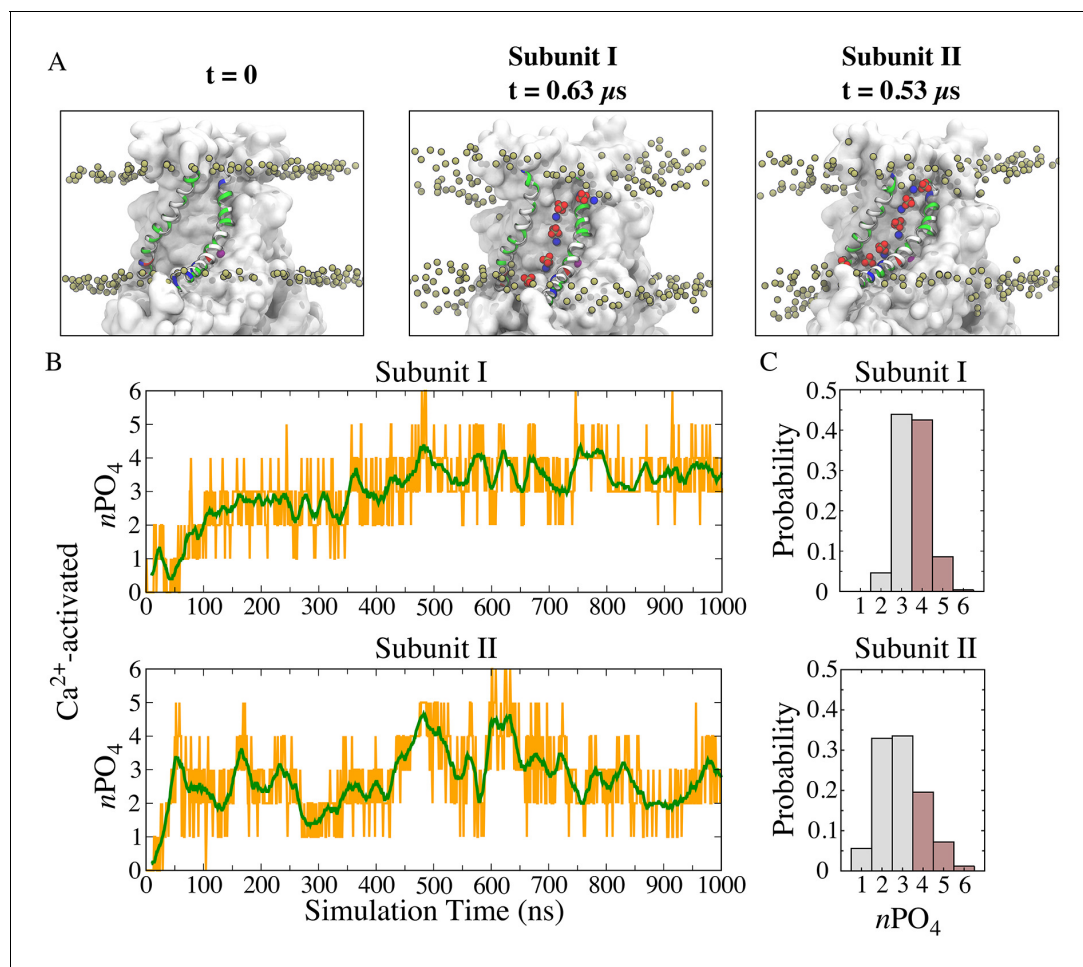 A
t = 0
Subunit I
t = 0.63 µs
Subunit II
t = 0.53 µs
B
Subunit I
6
5
4
3
2
1
0
nPO4
0 100 200 300 400 500 600 700 800 900 1000
Subunit II
6
5
4
3
2
1
0
nPO4
0 100 200 300 400 500 600 700 800 900 1000
Simulation Time (ns)
Ca2+-activated
C
Subunit I
0.5
0.4
0.3
0.2
0.1
0
Probability
1 2 3 4 5 6
Subunit II
0.5
0.4
0.3
0.2
0.1
0
Probability
1 2 3 4 5 6
nPO4